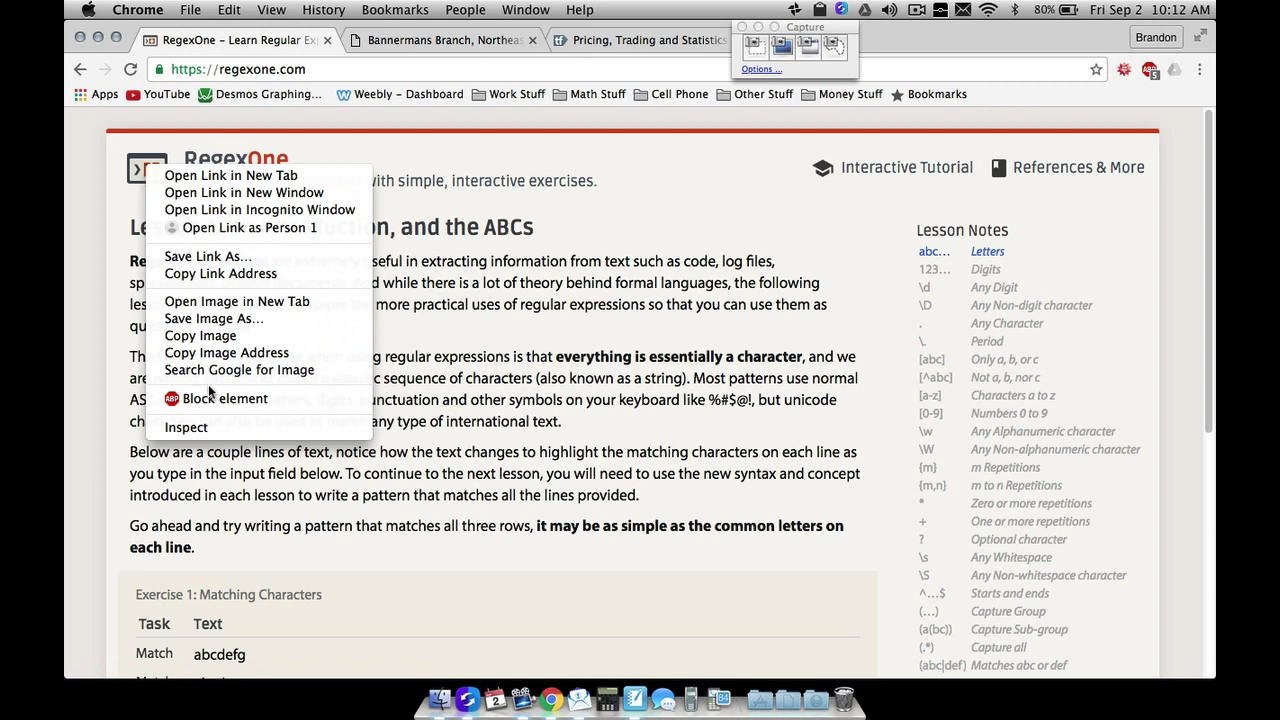 Chrome File Edit View History Bookmarks People Window Help 80% Fri Sep 2 10:12 AM
RegexOne - Learn Regular Ex
Bannermans Branch, Northeas
Pricing, Trading and Statistics
Capture
Options ...
Brandon
https://regexone.com
Apps YouTube Desmos Graphing... Weebly - Dashboard Work Stuff Math Stuff Cell Phone Other Stuff Money Stuff Bookmarks
RegexOne
with simple, interactive exercises.
Interactive Tutorial References & More
Open Link in New Tab
Open Link in New Window
Open Link in Incognito Window
Open Link as Person 1
Save Link As...
Copy Link Address
Open Image in New Tab
Save Image As...
Copy Image
Copy Image Address
Search Google for Image
ABP Block element
Inspect
and the ABCs
useful in extracting information from text such as code, log files,
and while there is a lot of theory behind formal languages, the following
more practical uses of regular expressions so that you can use them as
using regular expressions is that everything is essentially a character, and we
sequence of characters (also known as a string). Most patterns use normal
punctuation and other symbols on your keyboard like %#$@!, but unicode
any type of international text.
Below are a couple lines of text, notice how the text changes to highlight the matching characters on each line as
you type in the input field below. To continue to the next lesson, you will need to use the new syntax and concept
introduced in each lesson to write a pattern that matches all the lines provided.
Go ahead and try writing a pattern that matches all three rows, it may be as simple as the common letters on
each line.
Exercise 1: Matching Characters
Task Text
Match abcdefg
Lesson Notes
abc... Letters
123... Digits
\d Any Digit
\D Any Non-digit character
. Any Character
\. Period
[abc] Only a, b, or c
[^abc] Not a, b, nor c
[a-z] Characters a to z
[0-9] Numbers 0 to 9
\w Any Alphanumeric character
\W Any Non-alphanumeric character
{m} m Repetitions
{m,n} m to n Repetitions
* Zero or more repetitions
+ One or more repetitions
? Optional character
\s Any Whitespace
\S Any Non-whitespace character
^...$ Starts and ends
(...) Capture Group
(a(bc)) Capture Sub-group
(.*) Capture all
(abc|def) Matches abc or def